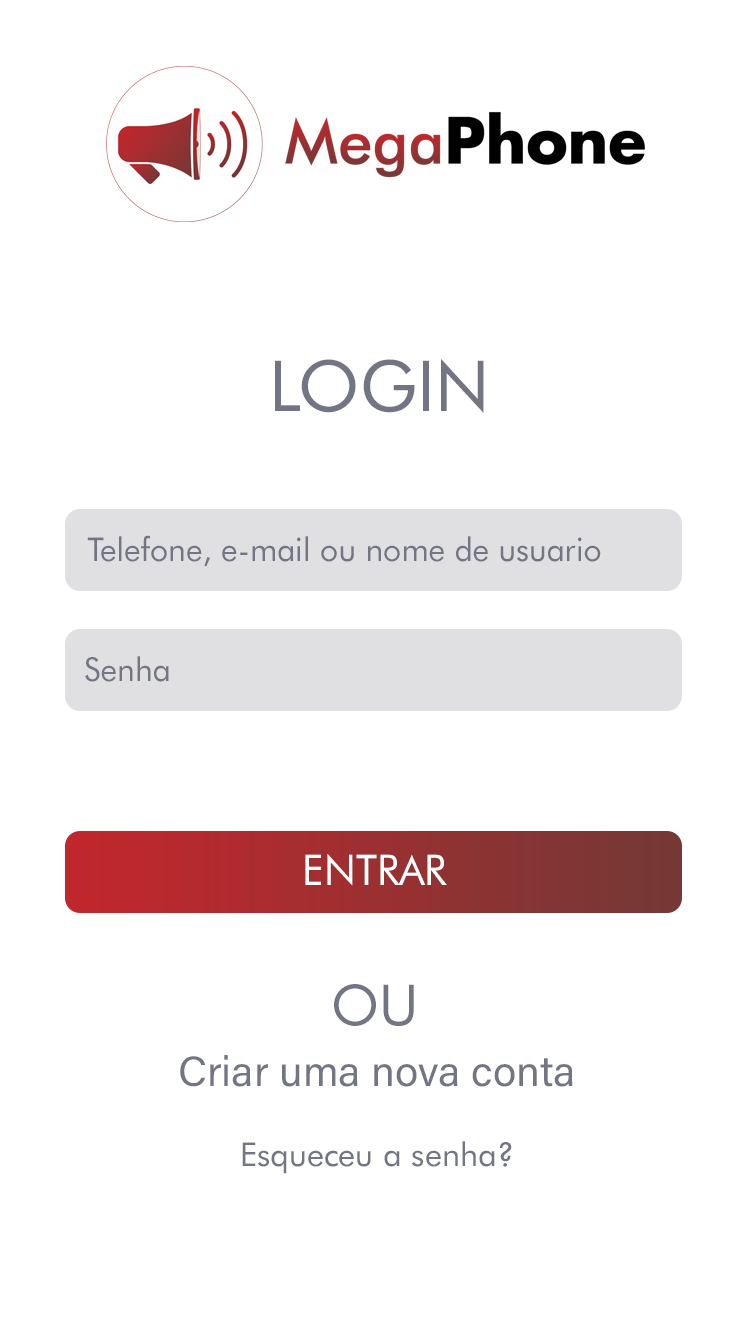 MegaPhone
LOGIN
Telefone, e-mail ou nome de usuario
Senha
ENTRAR
OU
Criar uma nova conta
Esqueceu a senha?